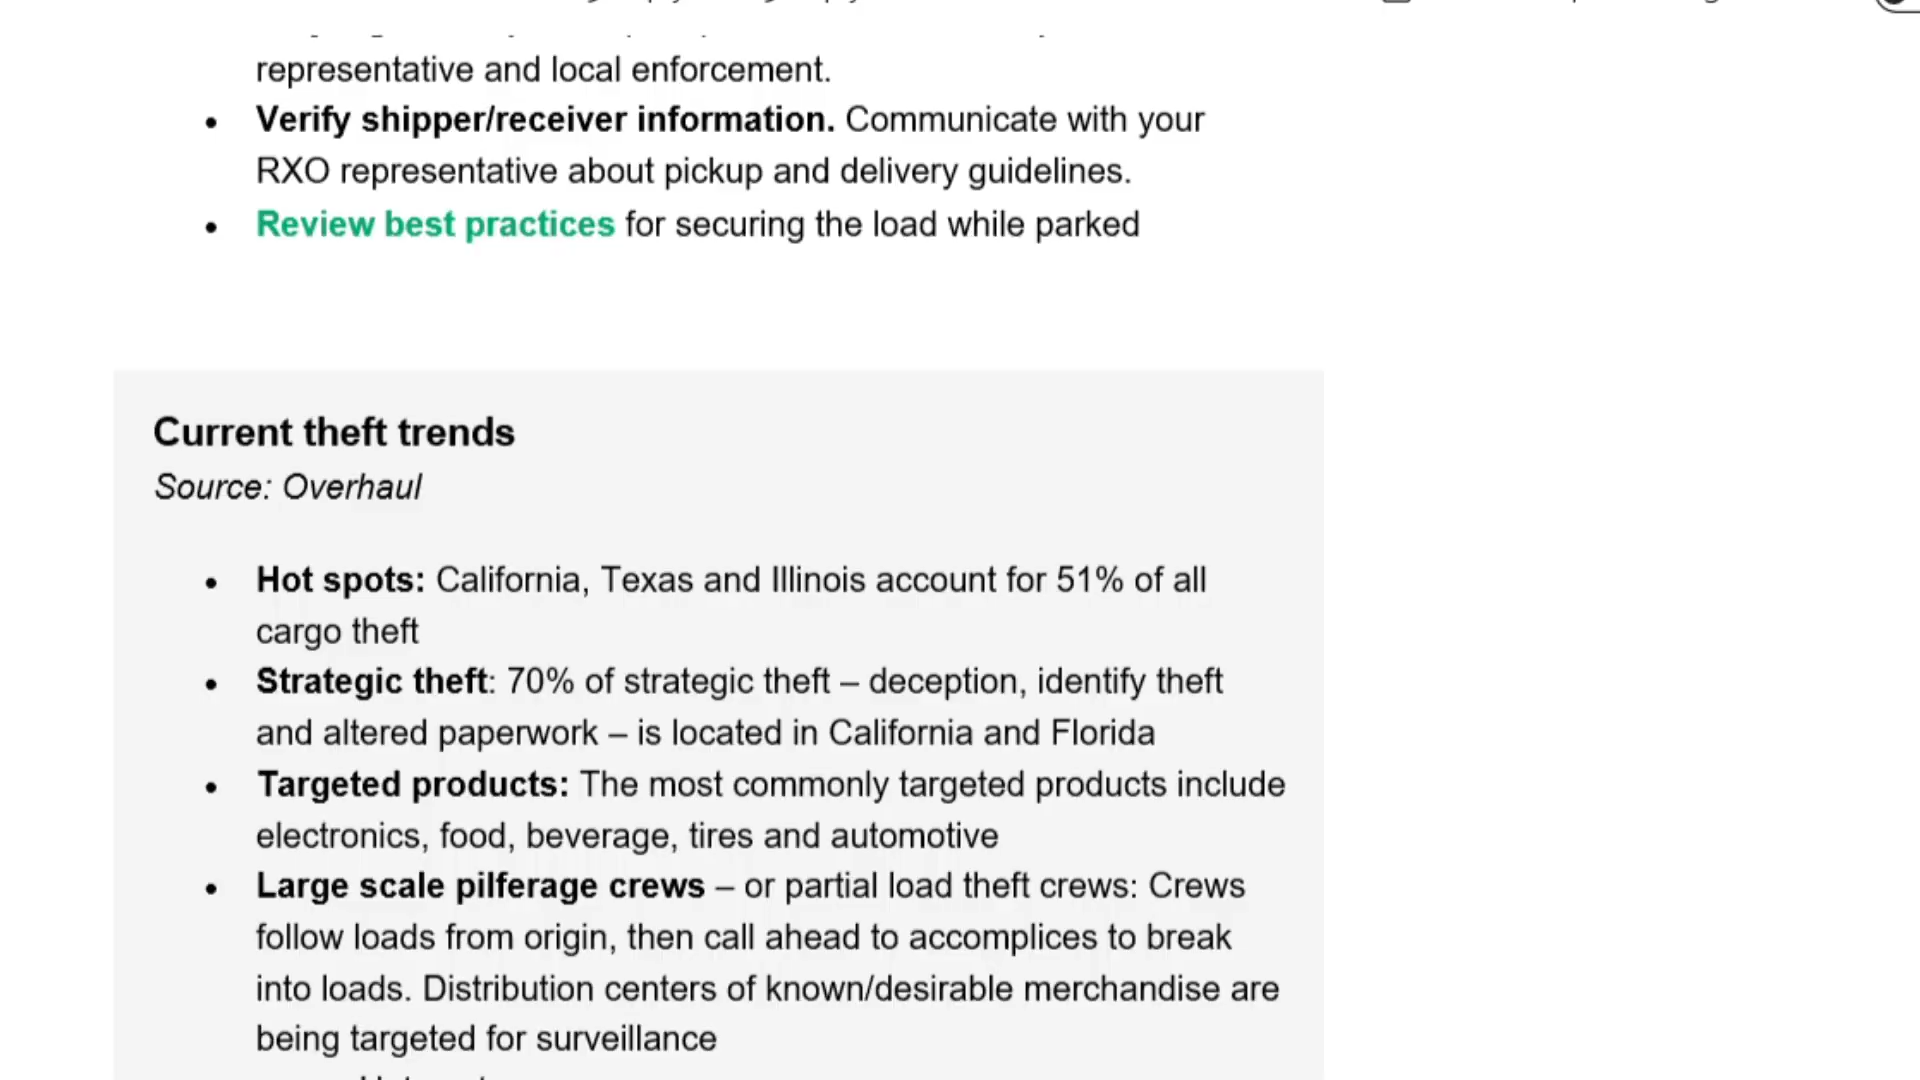 representative and local enforcement.
• Verify shipper/receiver information. Communicate with your
RXO representative about pickup and delivery guidelines.
• Review best practices for securing the load while parked
Current theft trends
Source: Overhaul
• Hot spots: California, Texas and Illinois account for 51% of all
cargo theft
• Strategic theft: 70% of strategic theft – deception, identify theft
and altered paperwork – is located in California and Florida
• Targeted products: The most commonly targeted products include
electronics, food, beverage, tires and automotive
• Large scale pilferage crews – or partial load theft crews: Crews
follow loads from origin, then call ahead to accomplices to break
into loads. Distribution centers of known/desirable merchandise are
being targeted for surveillance